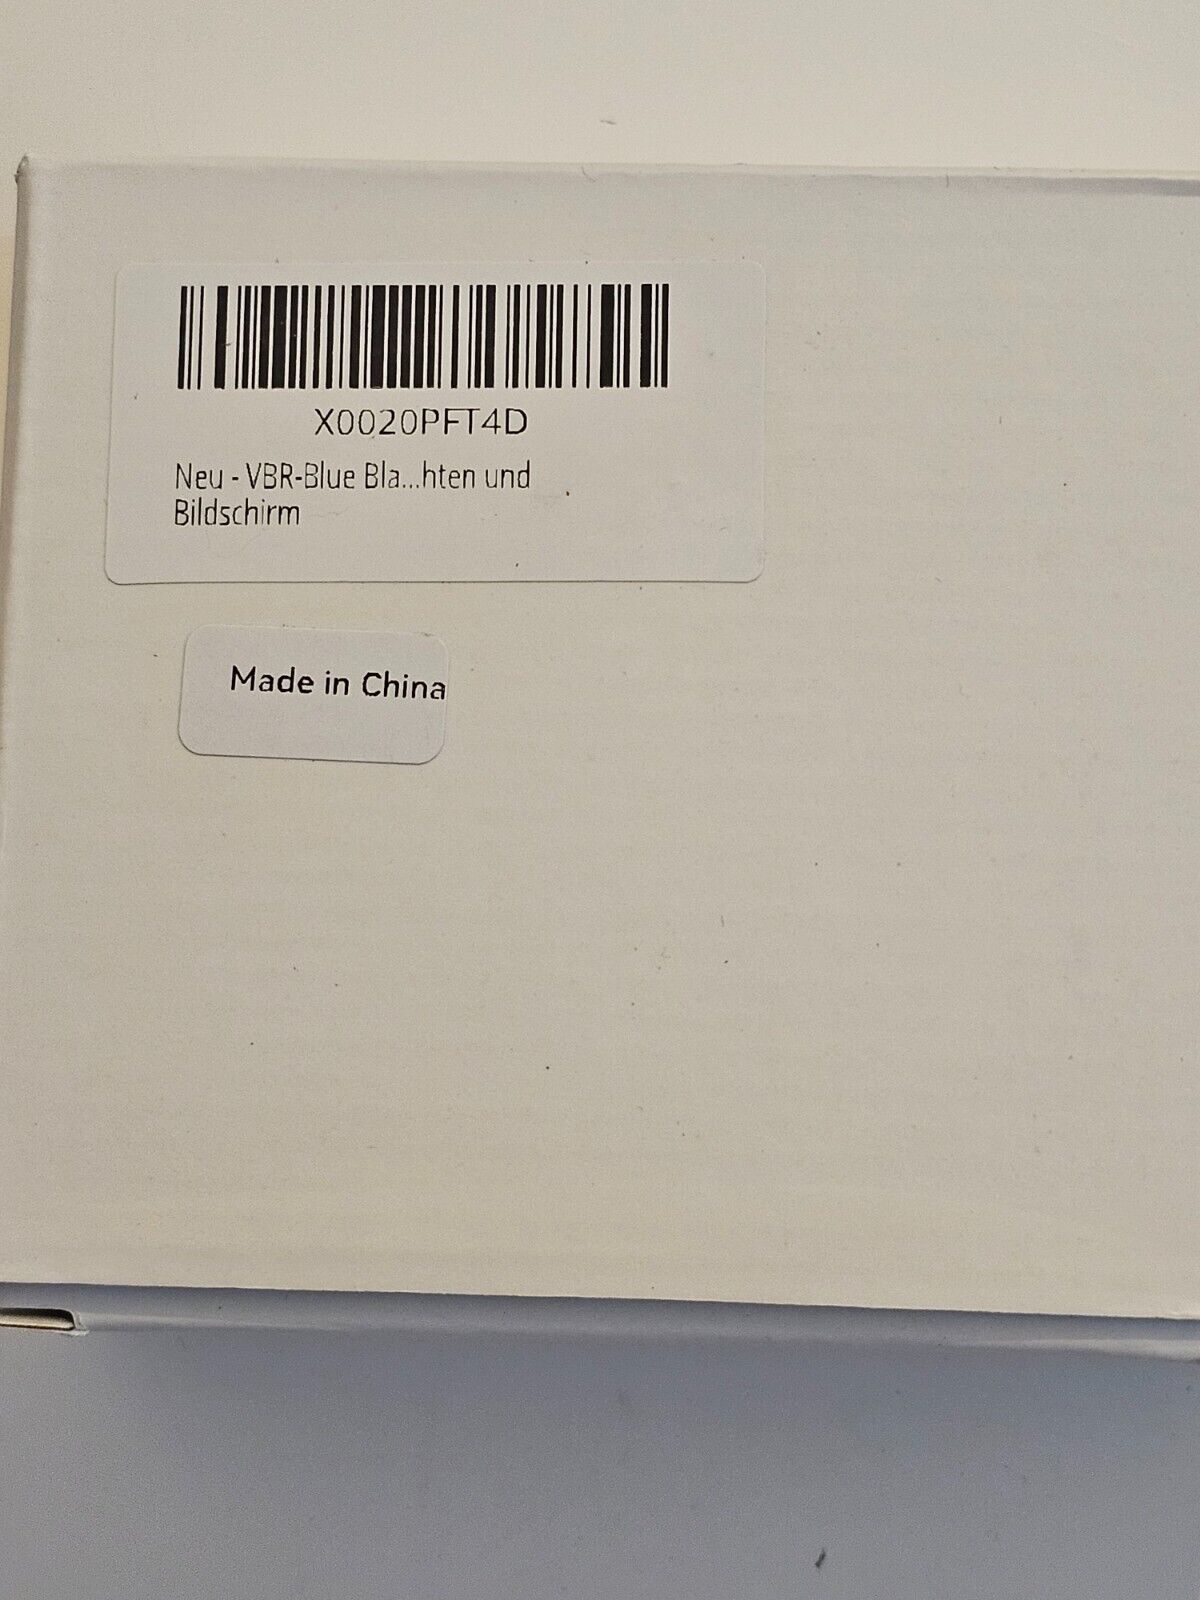 X0020PFT4D
Neu - VBR-Blue Bla...hten und
Bildschirm
Made in China